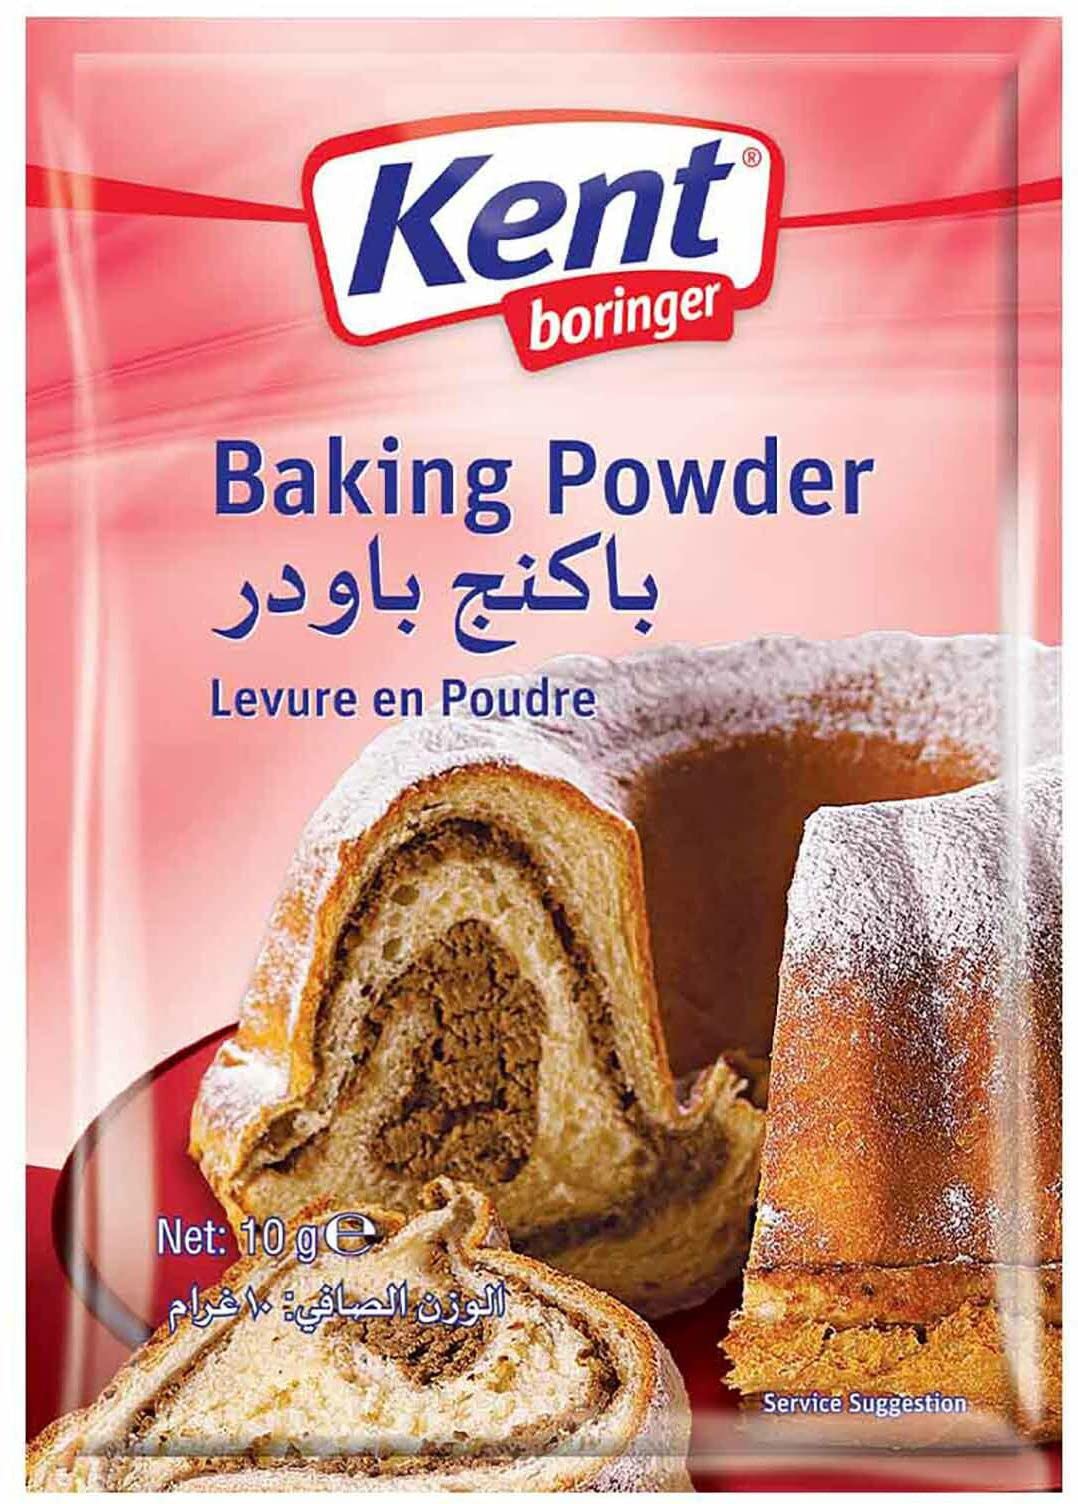 Kent®
boringer
Baking Powder
باكنج باودر
Levure en Poudre
Net: 10 g ℮
الوزن الصافي: ١٠ غرام
Service Suggestion